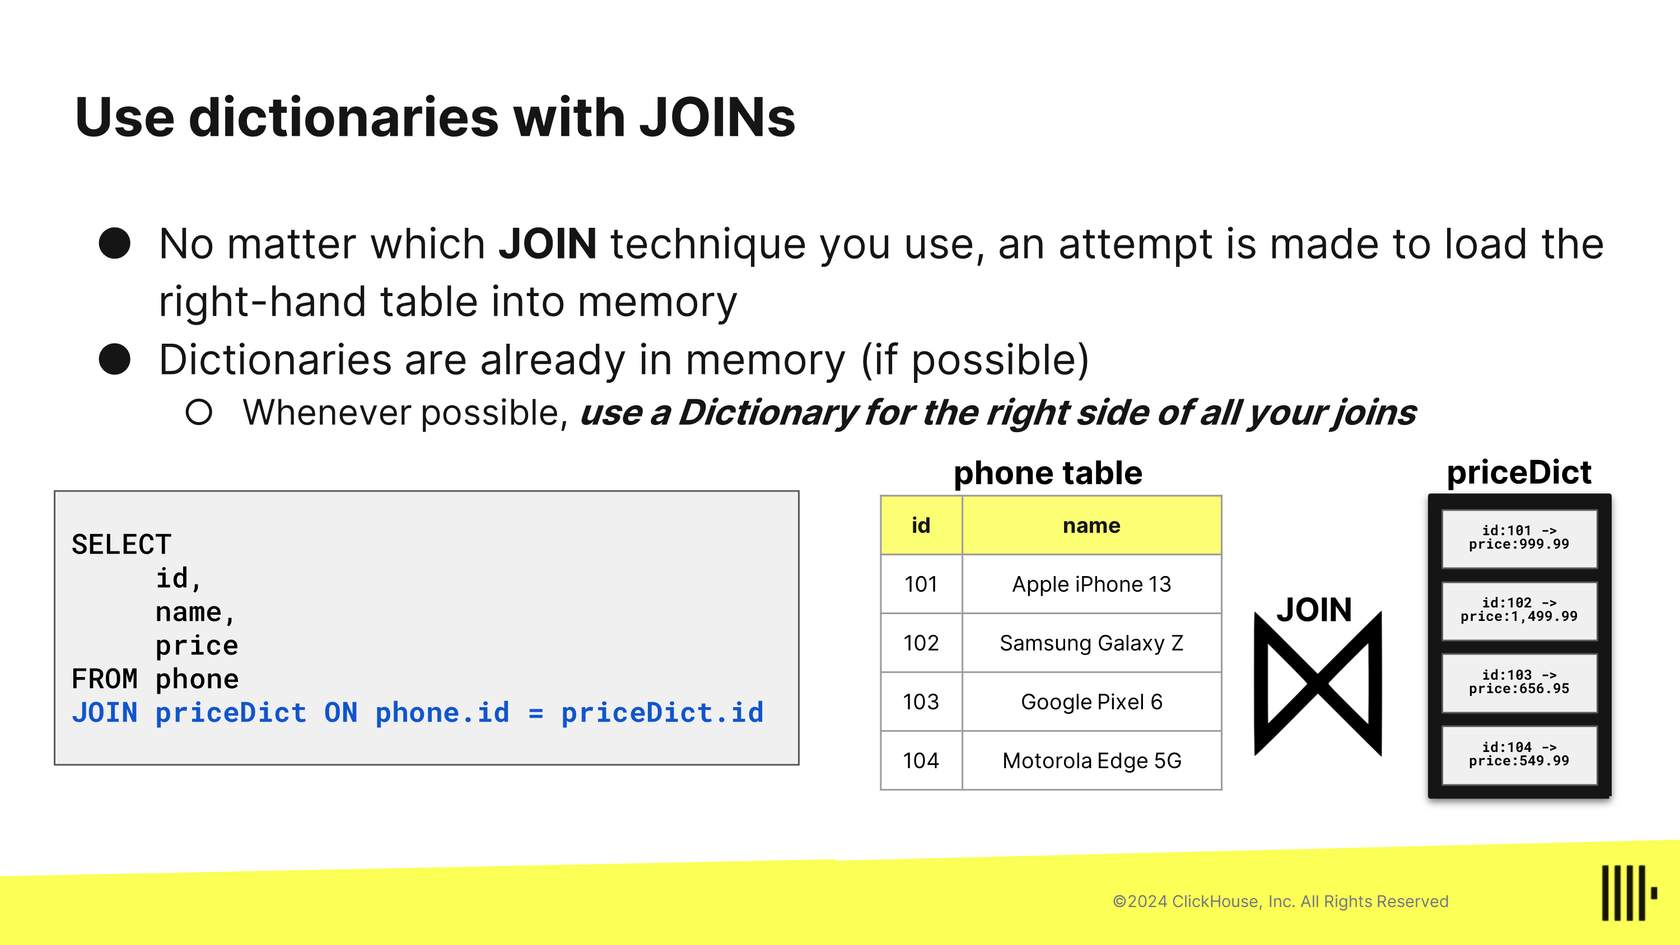 Use dictionaries with JOINs
● No matter which JOIN technique you use, an attempt is made to load the
right-hand table into memory
● Dictionaries are already in memory (if possible)
○ Whenever possible, use a Dictionary for the right side of all your joins
SELECT
id,
name,
price
FROM phone
JOIN priceDict ON phone.id = priceDict.id
phone table
id name
101 Apple iPhone 13
102 Samsung Galaxy Z
103 Google Pixel 6
104 Motorola Edge 5G
JOIN
priceDict
id:101 ->
price:999.99
id:102 ->
price:1,499.99
id:103 ->
price:656.95
id:104 ->
price:549.99
©2024 ClickHouse, Inc. All Rights Reserved